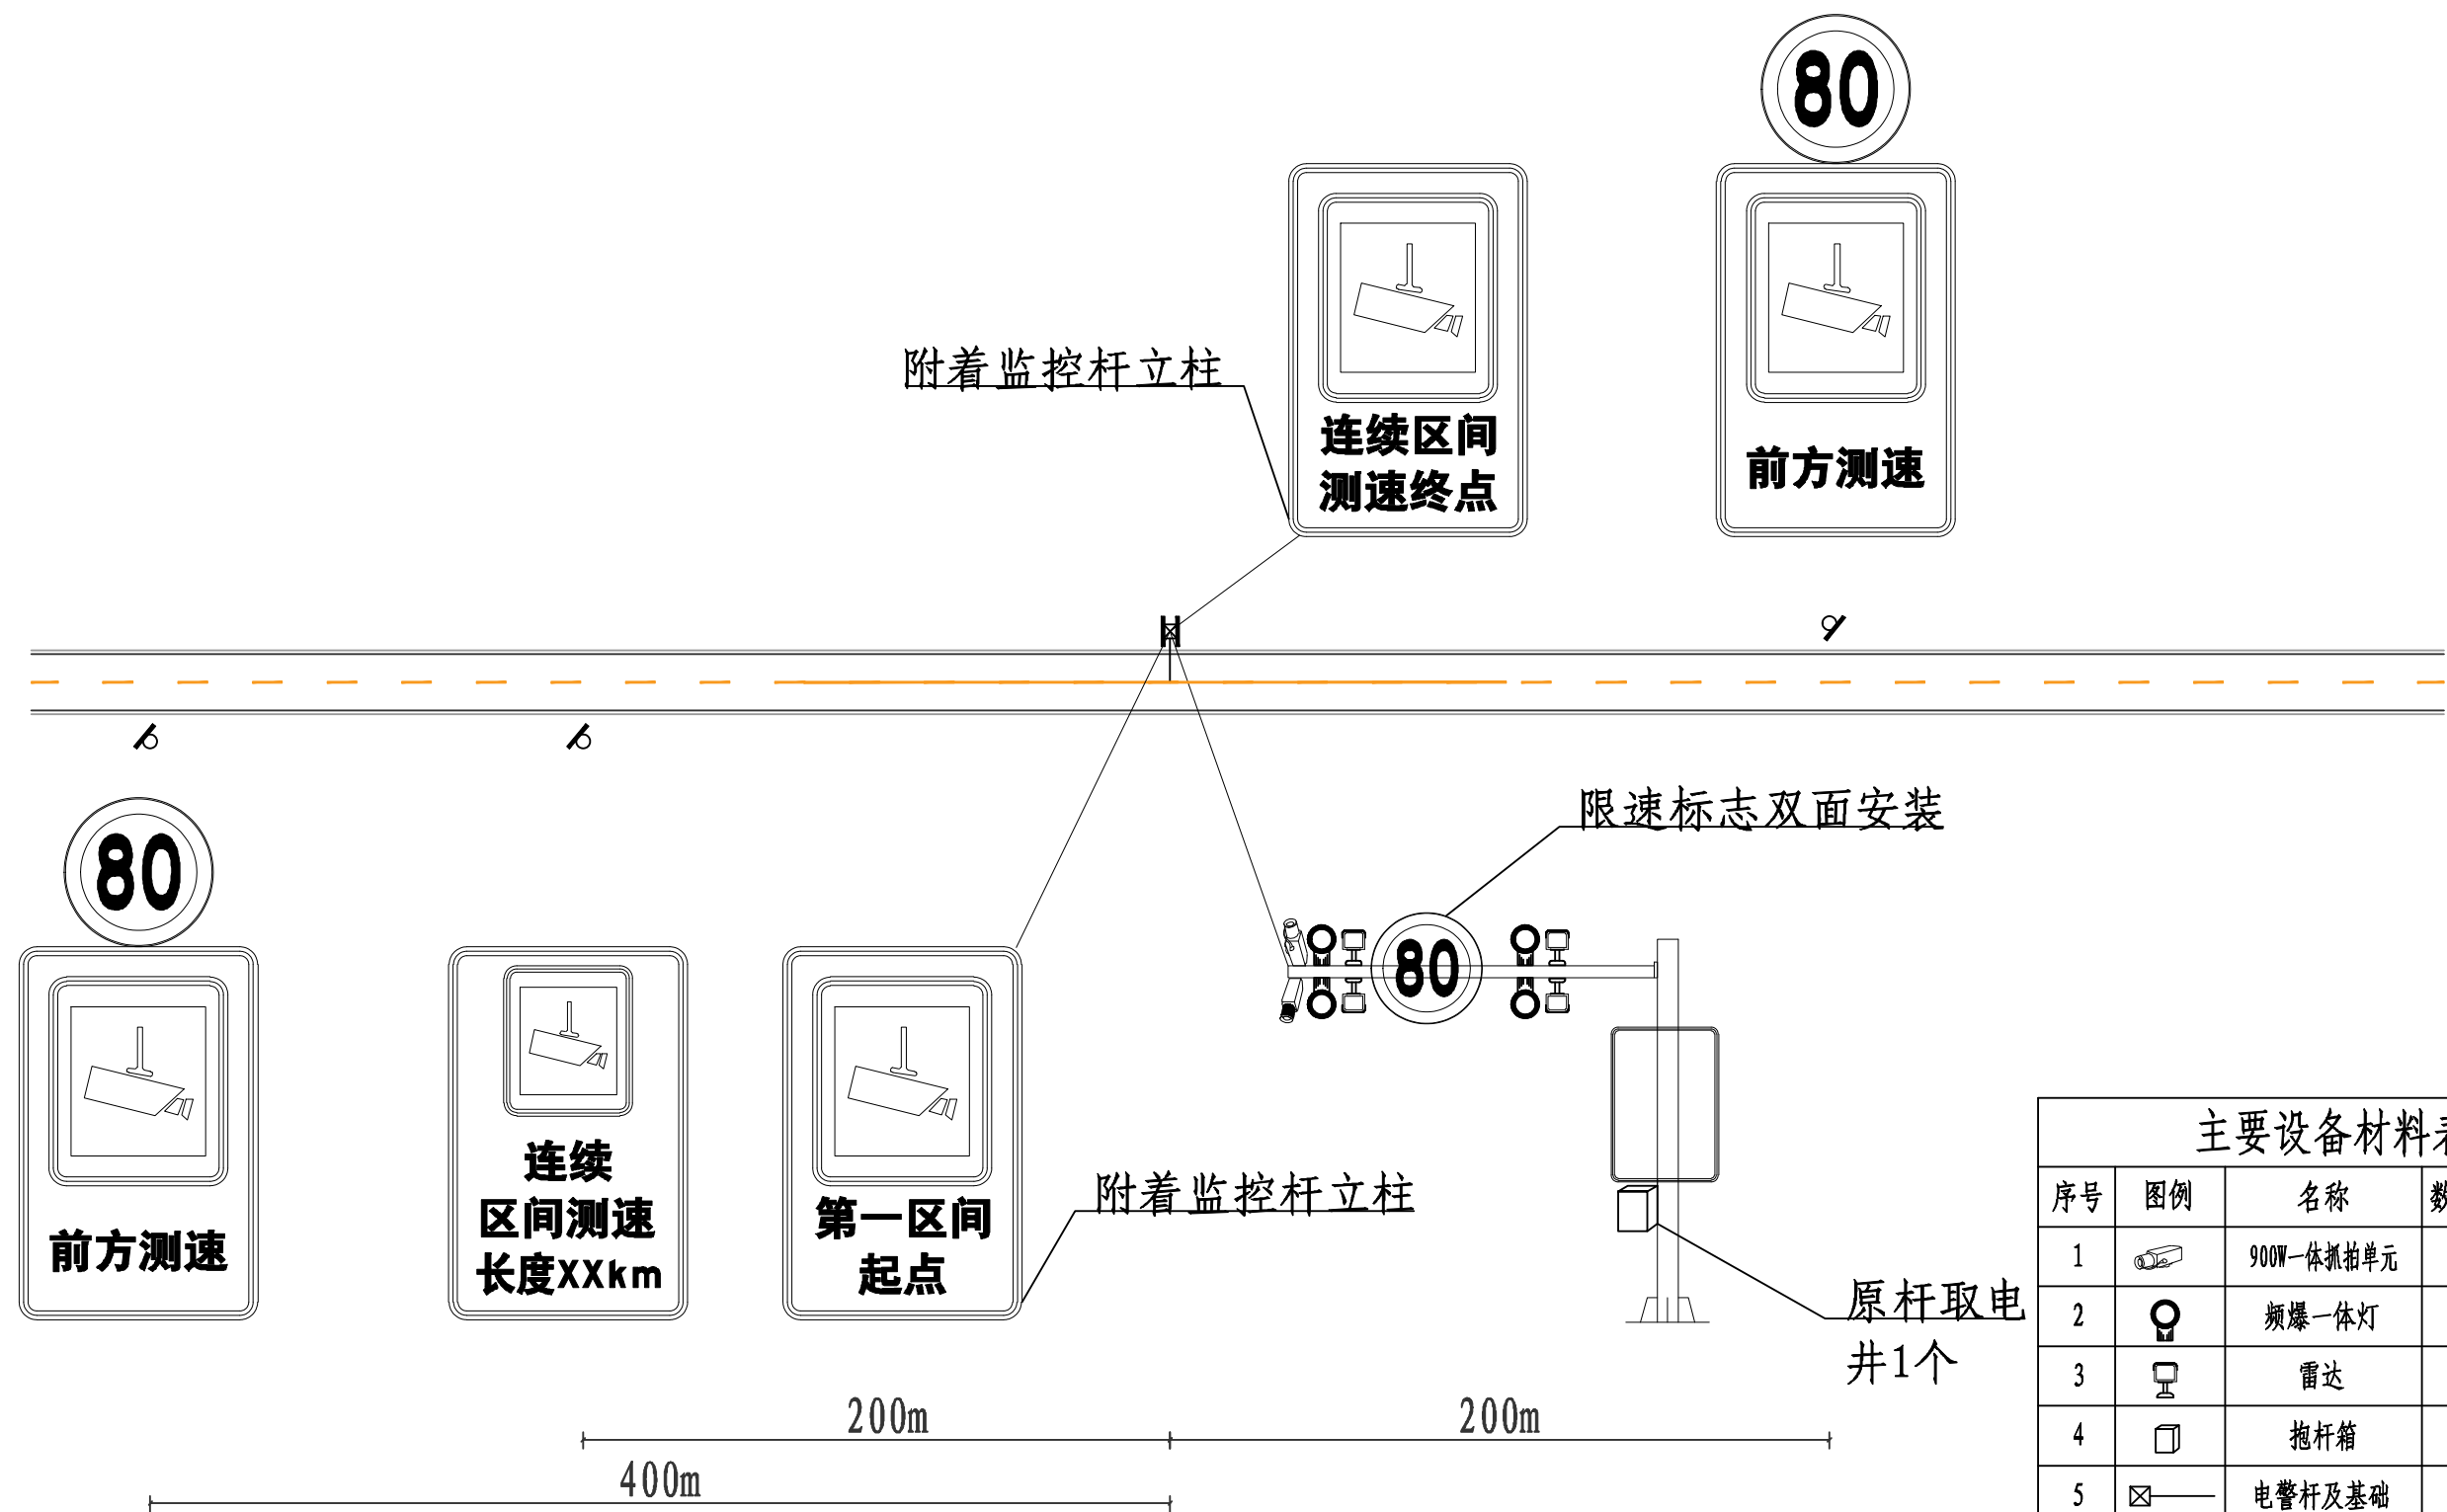 80
附着监控杆立柱
连续区间
测速终点
前方测速
限速标志双面安装
80
80
前方测速
连续
区间测速
长度XXkm
第一区间
起点
附着监控杆立柱
原杆取电
井1个
主要设备材料表
序号 图例 名称 数
1 900W一体抓拍单元
2 频爆一体灯
3 雷达
4 抱杆箱
5 电警杆及基础
200m 200m
400m